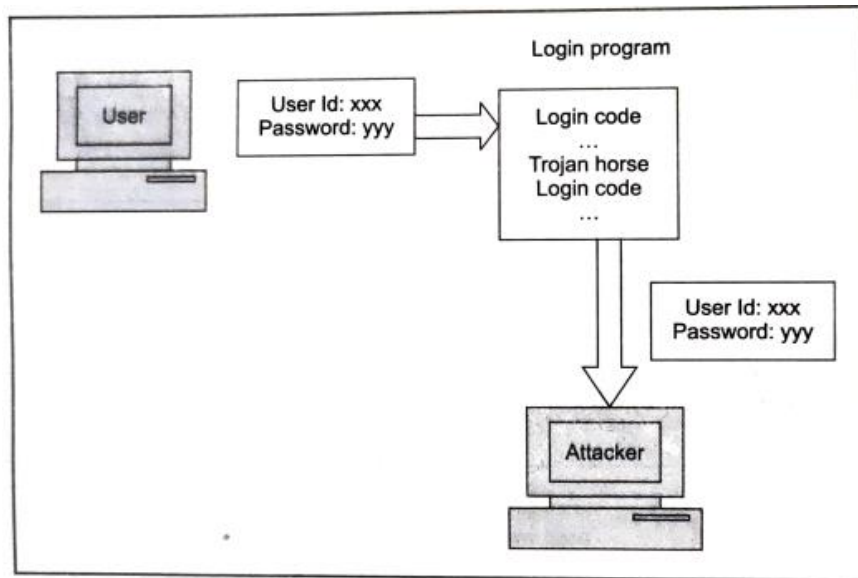 Login program
User
User Id: xxx
Password: yyy
Login code
...
Trojan horse
Login code
...
User Id: xxx
Password: yyy
Attacker